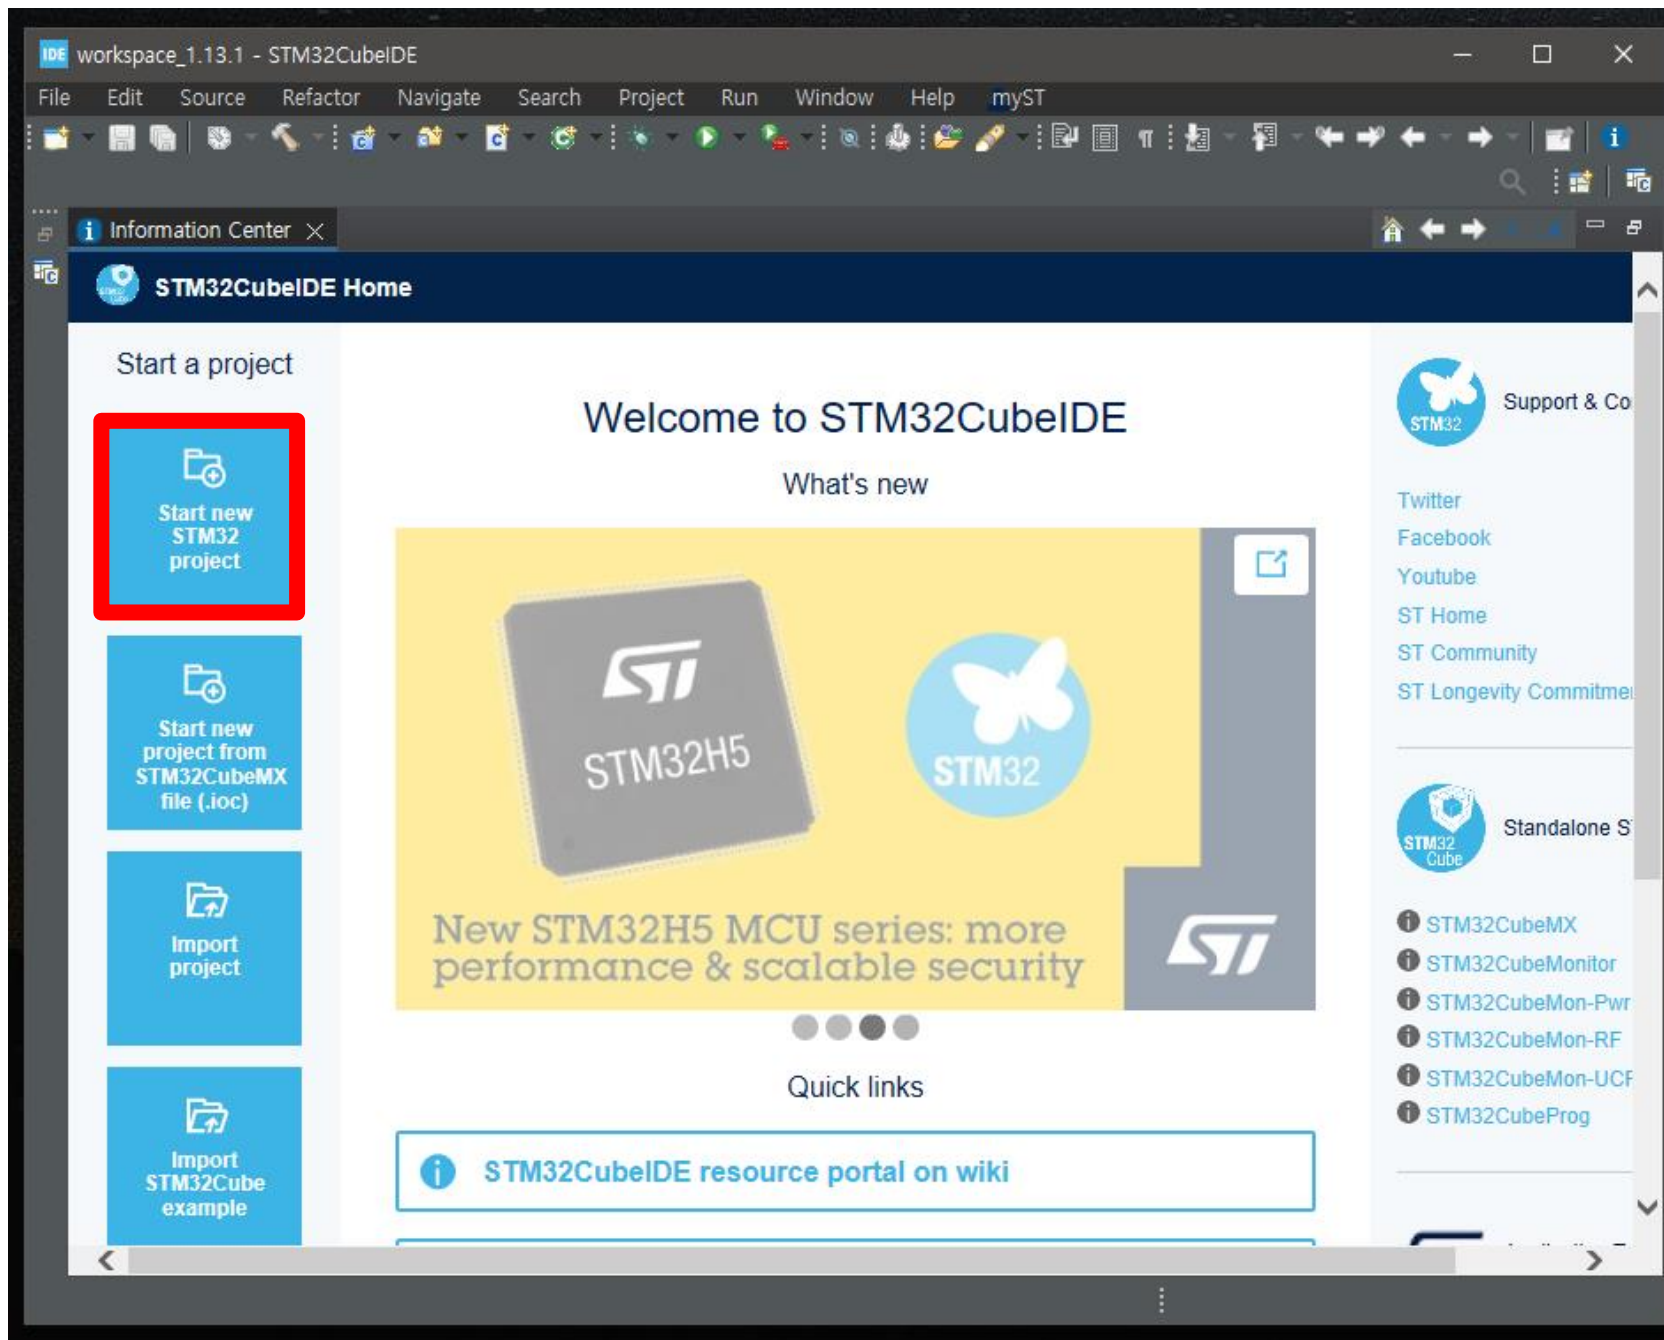 IDE workspace_1.13.1 - STM32CubeIDE
File Edit Source Refactor Navigate Search Project Run Window Help myST
Information Center
STM32CubeIDE Home
Start a project
Start new
STM32
project
Start new
project from
STM32CubeMX
file (.ioc)
Import
project
Import
STM32Cube
example
Welcome to STM32CubeIDE
What's new
STM32H5
STM32
New STM32H5 MCU series: more
performance & scalable security
Quick links
STM32CubeIDE resource portal on wiki
STM32
Support & Co
Twitter
Facebook
Youtube
ST Home
ST Community
ST Longevity Commitme
STM32
Cube
Standalone S
STM32CubeMX
STM32CubeMonitor
STM32CubeMon-Pwr
STM32CubeMon-RF
STM32CubeMon-UCP
STM32CubeProg